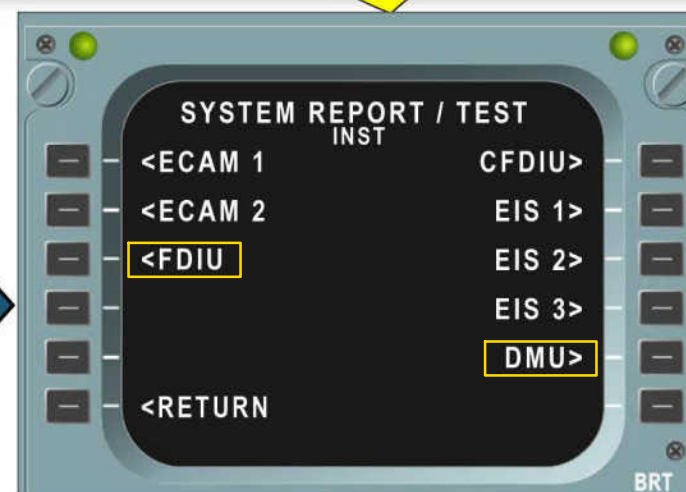 SYSTEM REPORT / TEST
INST
<ECAM 1 CFDIU>
<ECAM 2 EIS 1>
<FDIU EIS 2>
EIS 3>
DMU>
<RETURN
BRT